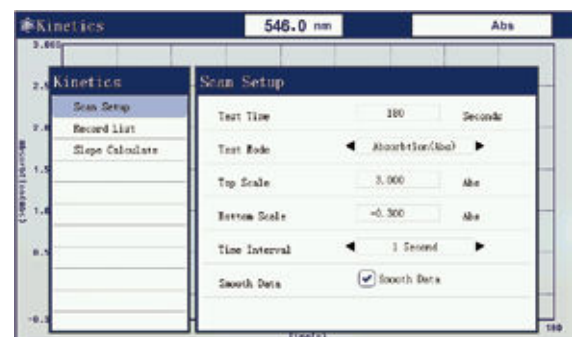 Kinetics 546.0 nm Abs
3.000
Kinetics
Scan Setup
Record List
Slope Calculate
Scan Setup
Test Time 180 Seconds
Test Mode Absorbtion(Abs)
Top Scale 3.000 Abs
Bottom Scale -0.300 Abs
Time Interval 1 Second
Smooth Data Smooth Data
180
Time(s)